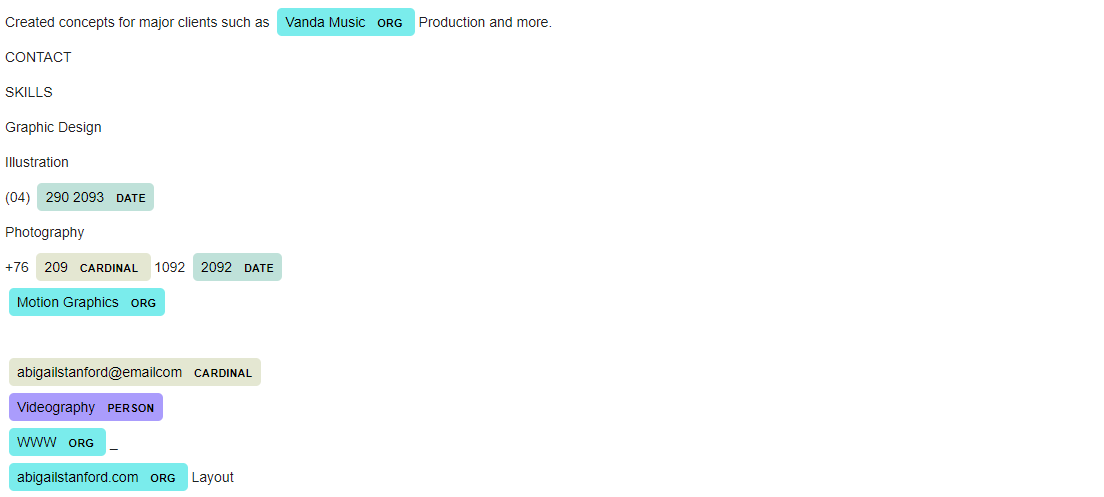 Created concepts for major clients such as Vanda Music ORG Production and more.
CONTACT
SKILLS
Graphic Design
Illustration
(04) 290 2093 DATE
Photography
+76 209 CARDINAL 1092 2092 DATE
Motion Graphics ORG
abigailstanford@emailcom CARDINAL
Videography PERSON
WWW ORG _
abigailstanford.com ORG Layout